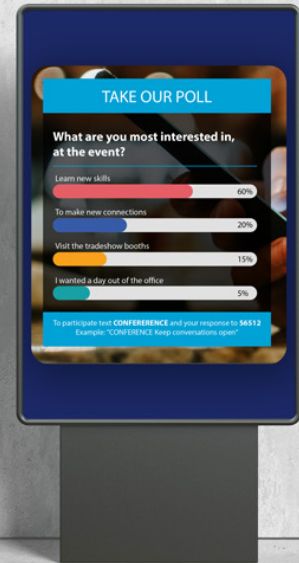 TAKE OUR POLL
What are you most interested in,
at the event?
Learn new skills
60%
To make new connections
20%
Visit the tradeshow booths
15%
I wanted a day out of the office
5%
To participate text CONFERERENCE and your response to 56512
Example: "CONFERENCE Keep conversations open"